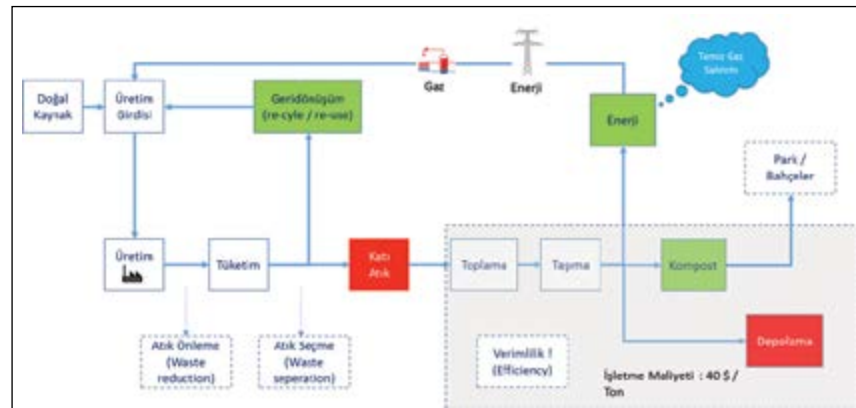 Temiz Gaz
Salınım
Gaz
Enerji
Doğal
Kaynak
Üretim
Girdisi
Geridönüşüm
(re-cyle / re-use)
Enerji
Park /
Bahçeler
Üretim
Tüketim
Katı
Atık
Toplama
Taşıma
Kompost
Atık Önleme
(Waste
reduction)
Atık Seçme
(Waste
seperation)
Verimlilik !
(Efficiency)
Depolama
İşletme Maliyeti : 40 $ /
Ton